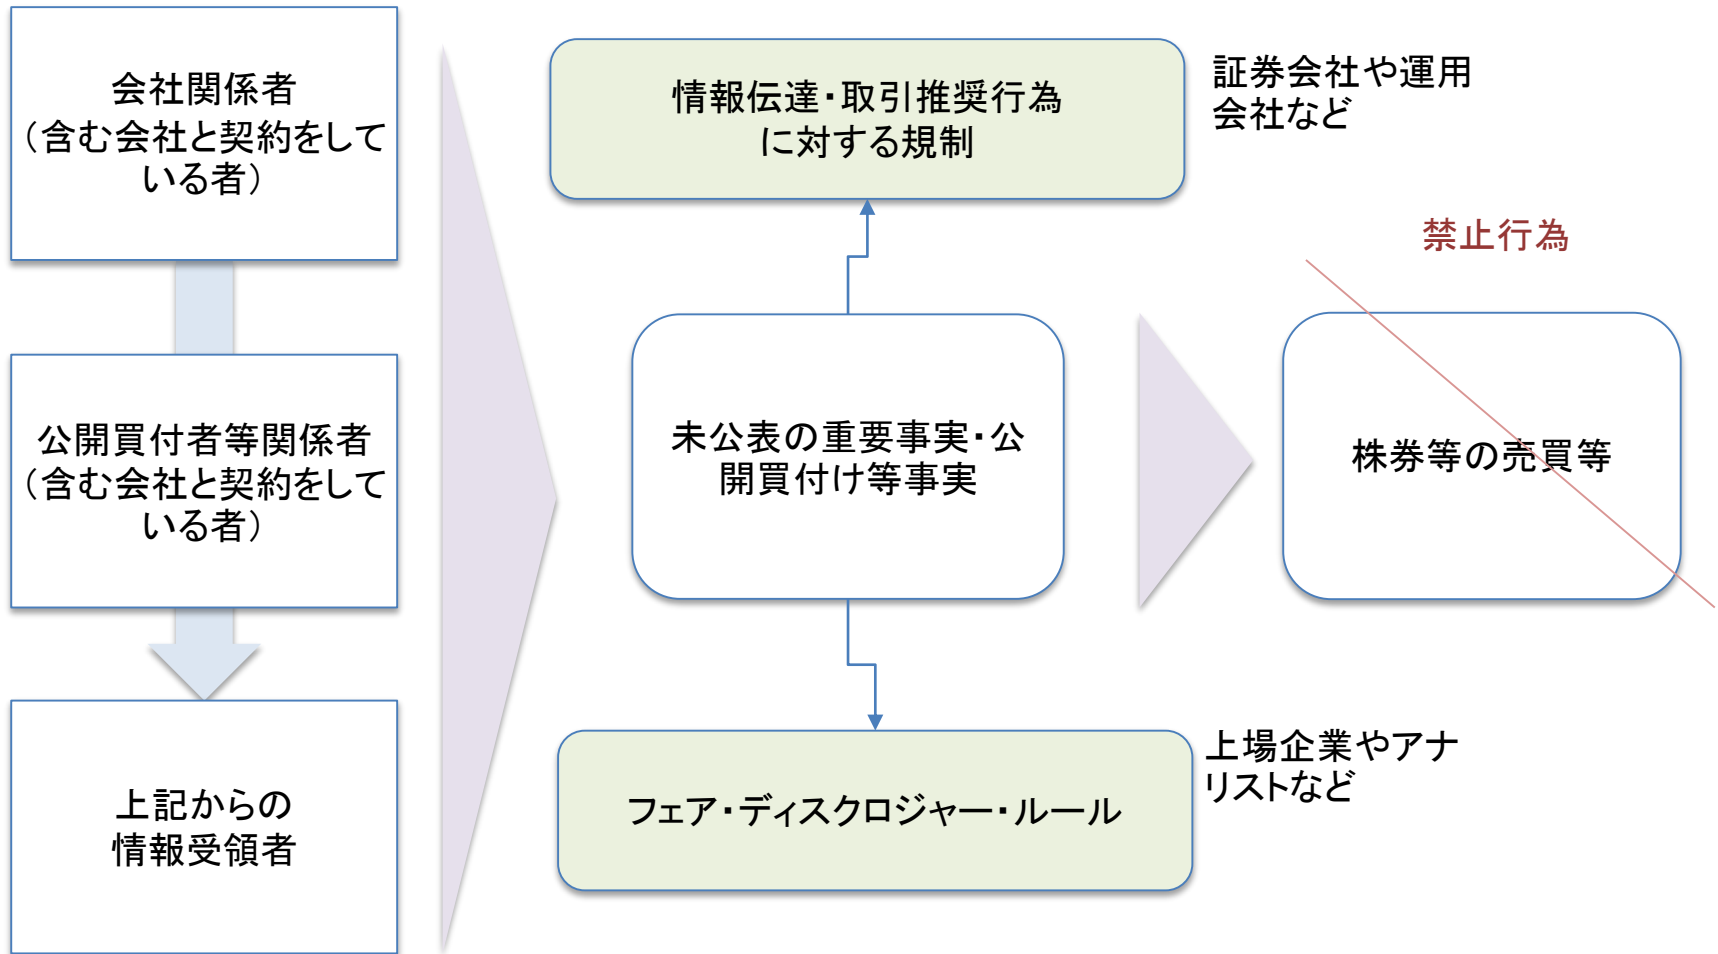 会社関係者
（含む会社と契約をして
いる者）
公開買付者等関係者
（含む会社と契約をして
いる者）
上記からの
情報受領者
情報伝達・取引推奨行為
に対する規制
証券会社や運用
会社など
未公表の重要事実・公
開買付け等事実
禁止行為
株券等の売買等
フェア・ディスクロジャー・ルール
上場企業やアナ
リストなど